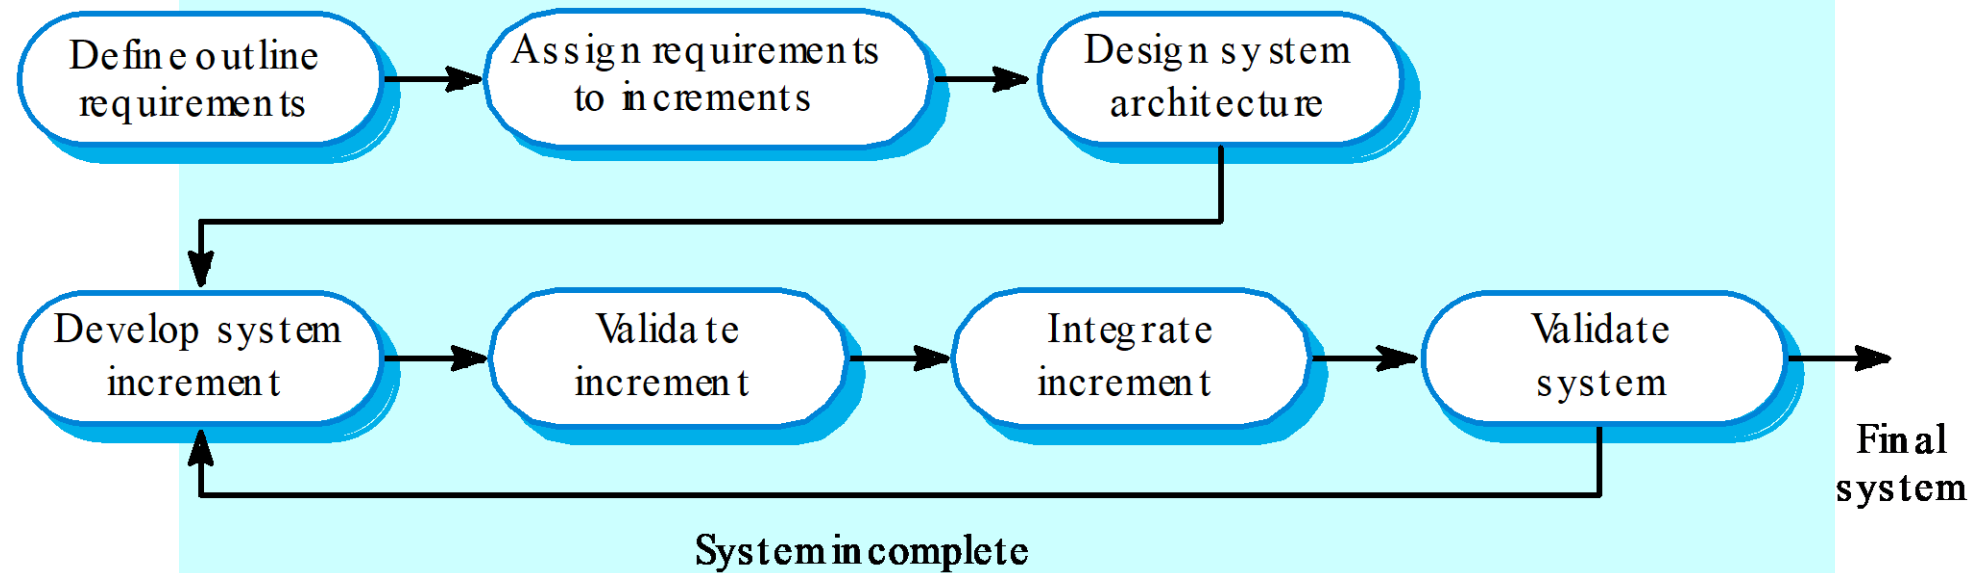 Define outline
requirements
Assign requirements
to increments
Design system
architecture
Develop system
increment
Validate
increment
Integrate
increment
Validate
system
Final
system
System incomplete